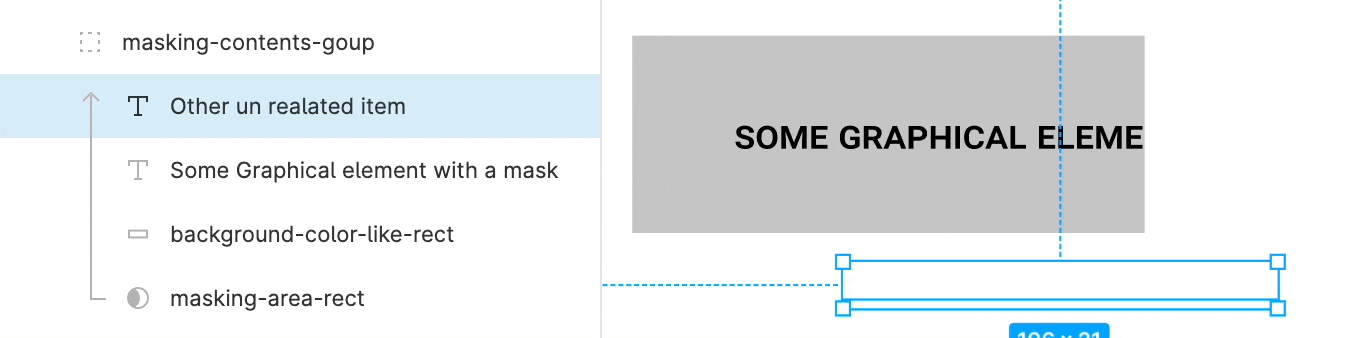 masking-contents-goup
Other un realated item
Some Graphical element with a mask
background-color-like-rect
masking-area-rect
SOME GRAPHICAL ELEME